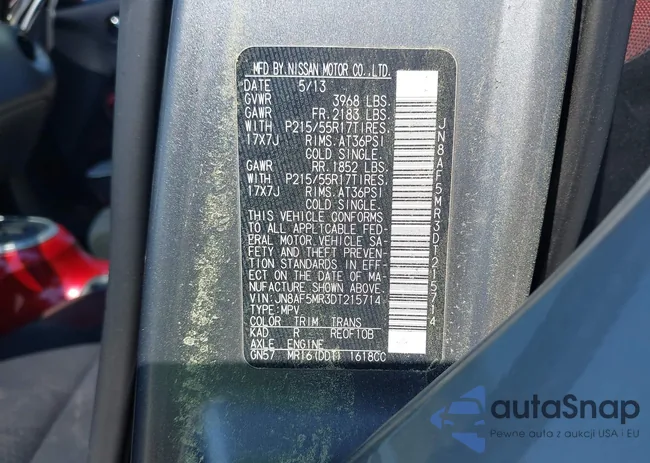 MFD BY NISSAN MOTOR CO.,LTD.
DATE 5/13
GVWR 3968 LBS.
GAWR FR. 2183 LBS.
WITH P215/55R17TIRES.
17X7J RIMS. AT36PSI
COLD SINGLE.
GAWR RR. 1852 LBS.
WITH P215/55R17TIRES.
17X7J RIMS. AT36PSI
COLD SINGLE.
THIS VEHICLE CONFORMS
TO ALL APPLICABLE FED-
ERAL MOTOR VEHICLE SA-
FETY AND THEFT PREVEN-
TION STANDARDS IN EFF-
ECT ON THE DATE OF MA-
NUFACTURE SHOWN ABOVE.
VIN: JN8AF5MR3DT215714
TYPE: MPV
COLOR TRIM TRANS
KAD R RE0F10B
AXLE ENGINE
GN57 MR16(DDT) 1618CC
JN8AF5MR3DT215714
autaSnap
Pewne auta z aukcji USA i EU